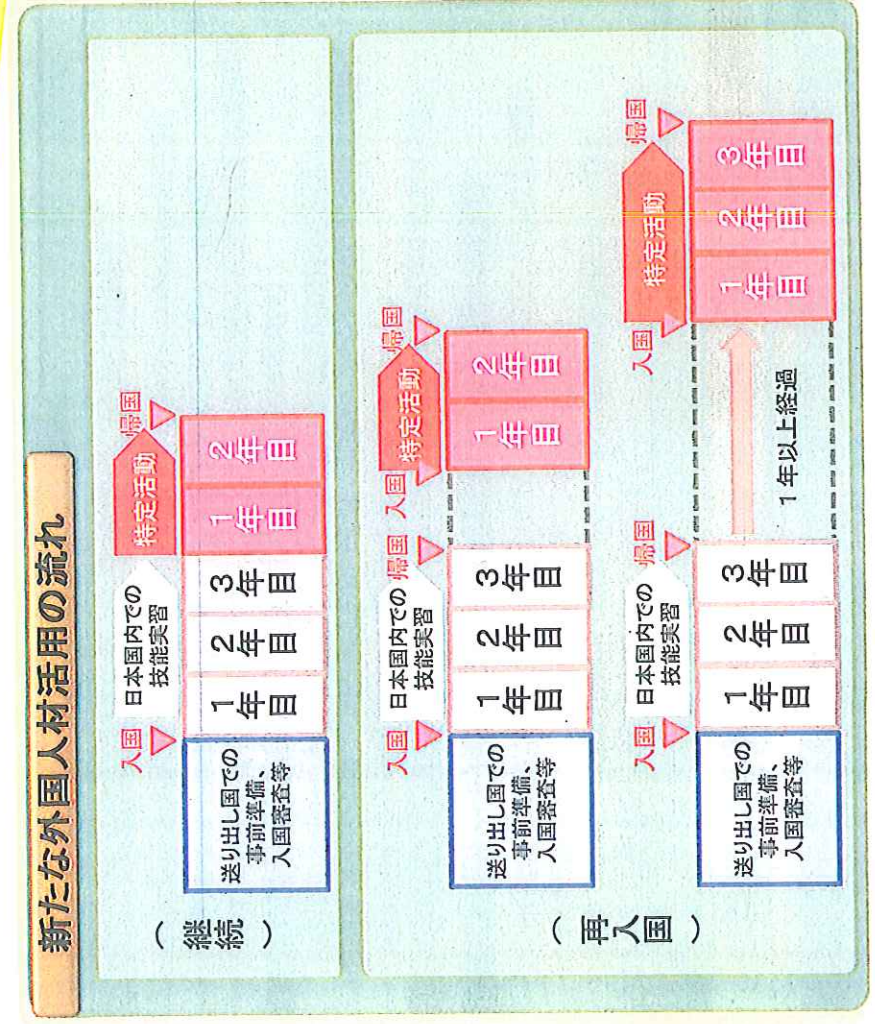 新たな外国人材活用の流れ
（継続）
送り出し国での
事前準備、
入国審査等
入国
日本国内での
技能実習
1年目
2年目
3年目
特定活動
1年目
2年目
帰国
（再入国）
送り出し国での
事前準備、
入国審査等
入国
日本国内での
技能実習
1年目
2年目
3年目
帰国
入国
特定活動
1年目
2年目
帰国
送り出し国での
事前準備、
入国審査等
入国
日本国内での
技能実習
1年目
2年目
3年目
帰国
1年以上経過
入国
特定活動
1年目
2年目
3年目
帰国